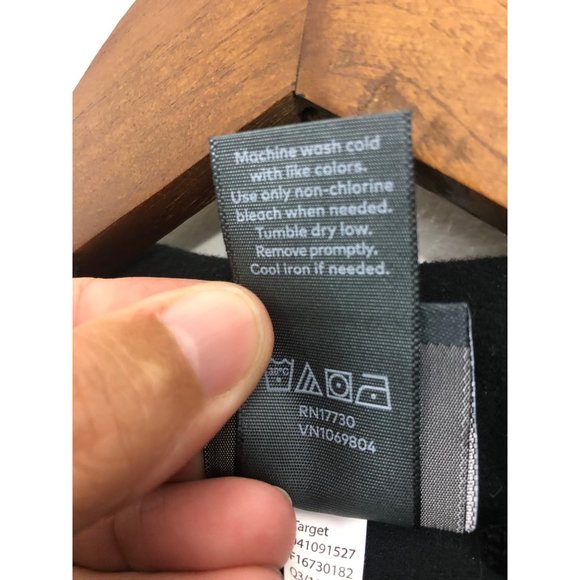 Machine wash cold
with like colors.
Use only non-chlorine
bleach when needed.
Tumble dry low.
Remove promptly.
Cool iron if needed.
30°C
RN17730
VN1069804
Target
041091527
F16730182